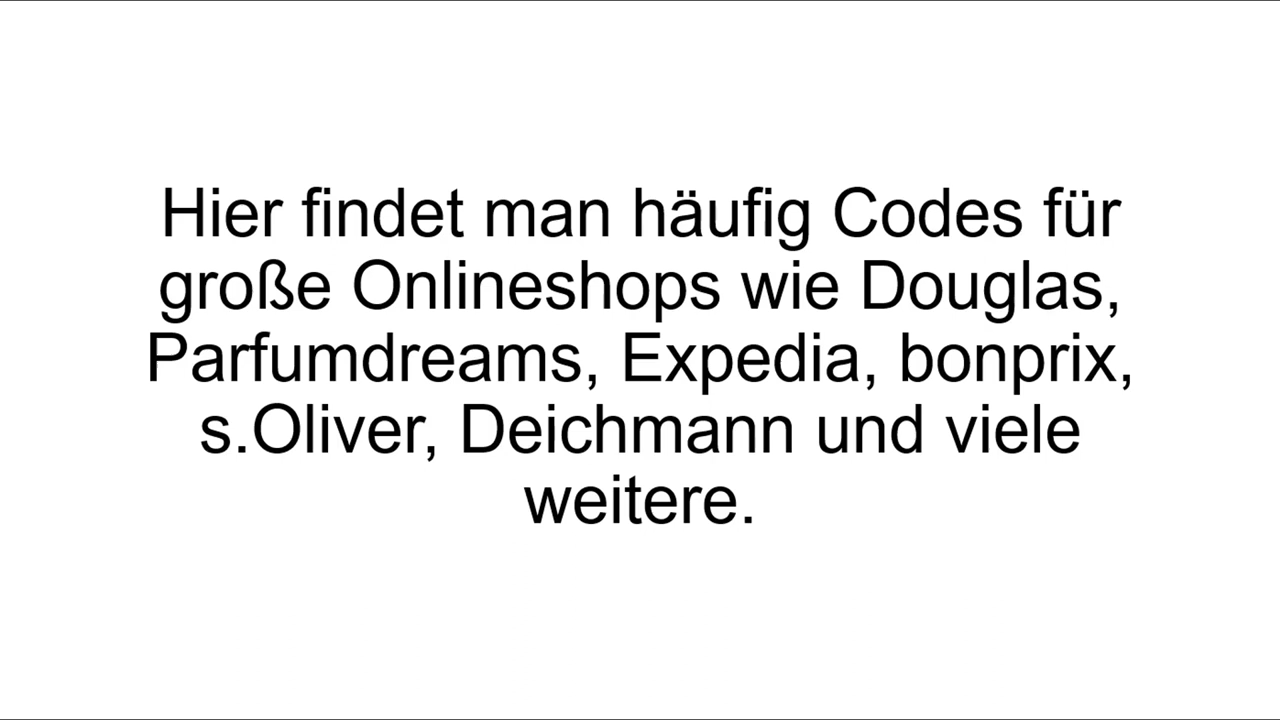 Hier findet man häufig Codes für
große Onlineshops wie Douglas,
Parfumdreams, Expedia, bonprix,
s.Oliver, Deichmann und viele
weitere.